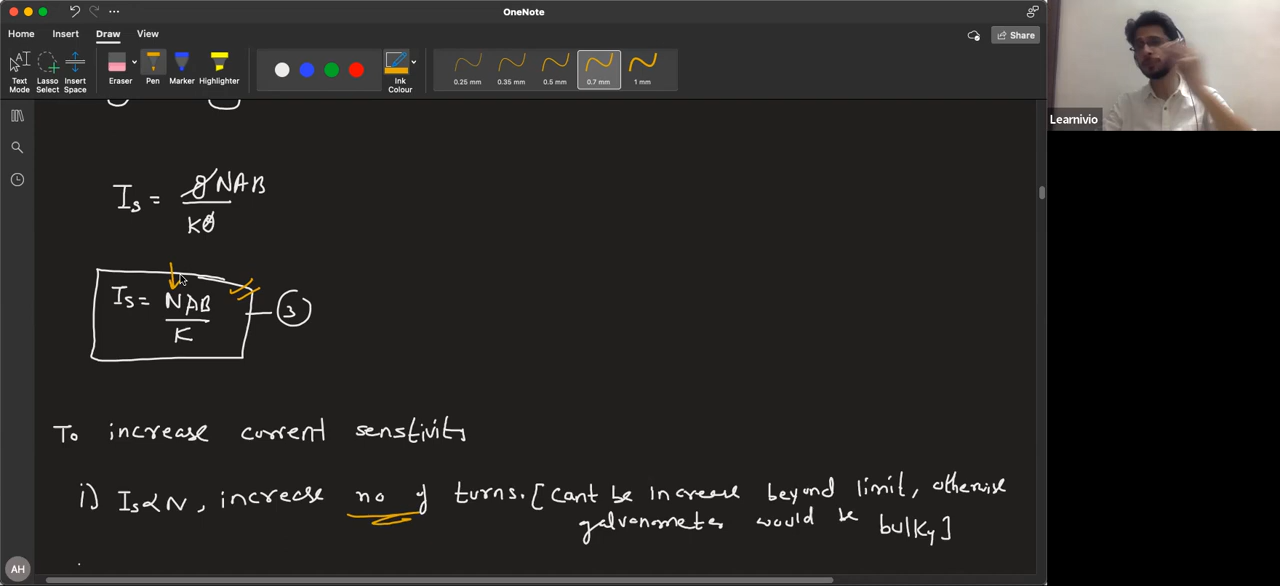 OneNote
Home Insert Draw View
Share
Text Mode
Lasso Select
Insert Space
Eraser
Pen
Marker
Highlighter
Ink Colour
0.25 mm 0.35 mm 0.5 mm 0.7 mm 1 mm
Learnivio
Is = θNAB
Kθ
Is = NAB
K
3
To increase current senstivity
i) Is∝N, increase no of turns. [cant be increase beyond limit, otherwise
galvanometer would be bulky]
AH